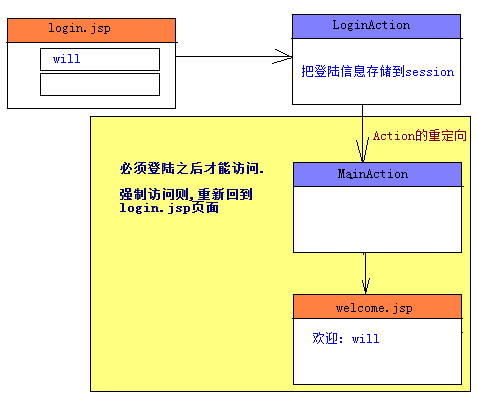 login.jsp
will
LoginAction
把登陆信息存储到session
Action的重定向
必须登陆之后才能访问.
强制访问则,重新回到
login.jsp页面
MainAction
welcome.jsp
欢迎: will